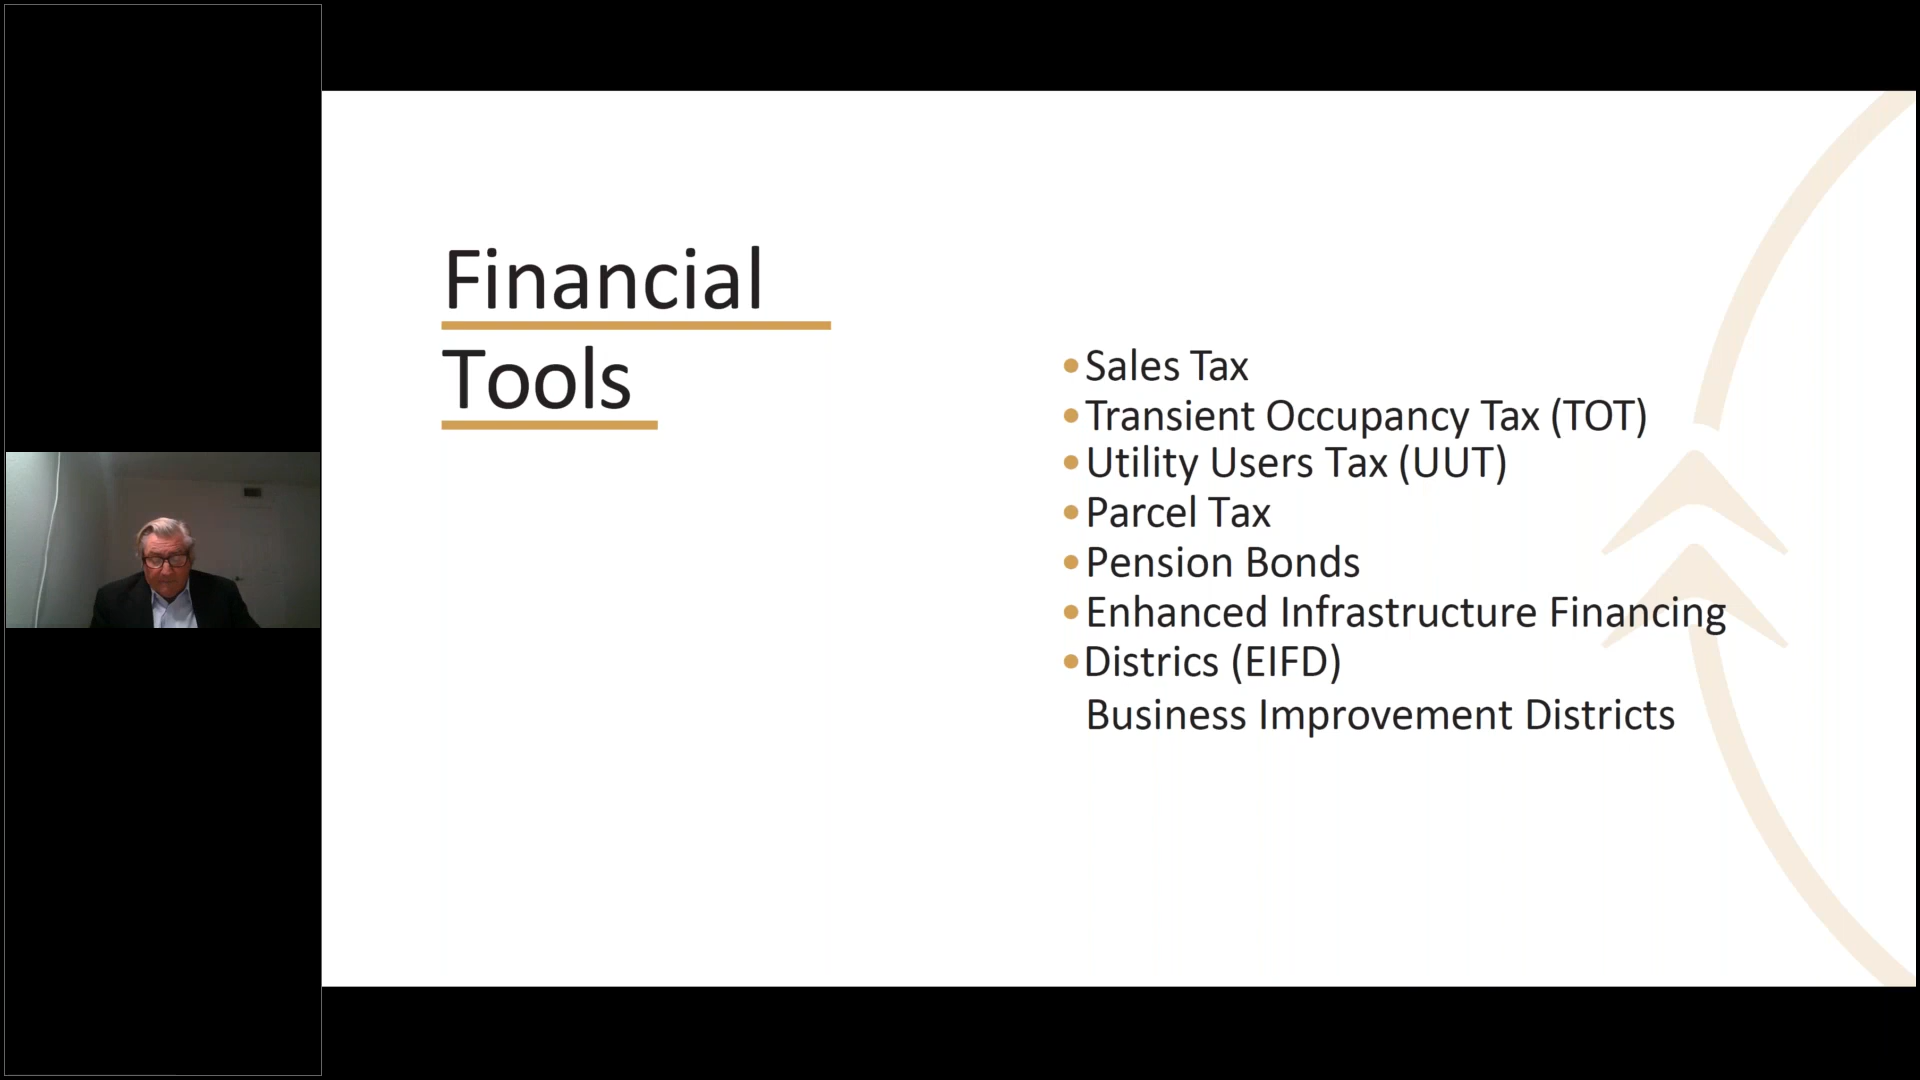 Financial
Tools
•Sales Tax
•Transient Occupancy Tax (TOT)
•Utility Users Tax (UUT)
•Parcel Tax
•Pension Bonds
•Enhanced Infrastructure Financing
•Districs (EIFD)
Business Improvement Districts